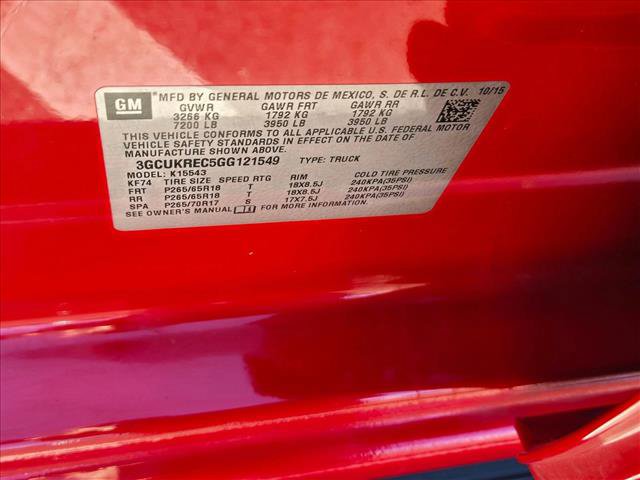 GM
MFD BY GENERAL MOTORS DE MEXICO, S. DE R.L. DE C.V. 10/15
GVWR GAWR FRT GAWR RR
3266 KG 1792 KG 1792 KG
7200 LB 3950 LB 3950 LB
THIS VEHICLE CONFORMS TO ALL APPLICABLE U.S. FEDERAL MOTOR
VEHICLE SAFETY STANDARDS IN EFFECT ON THE DATE OF
MANUFACTURE SHOWN ABOVE.
3GCUKREC5GG121549 TYPE: TRUCK
MODEL: K15543
KF74 TIRE SIZE SPEED RTG RIM COLD TIRE PRESSURE
FRT P265/65R18 T 18X8.5J 240KPA(35PSI)
RR P265/65R18 T 18X8.5J 240KPA(35PSI)
SPA P265/70R17 S 17X7.5J 240KPA(35PSI)
SEE OWNER'S MANUAL FOR MORE INFORMATION.